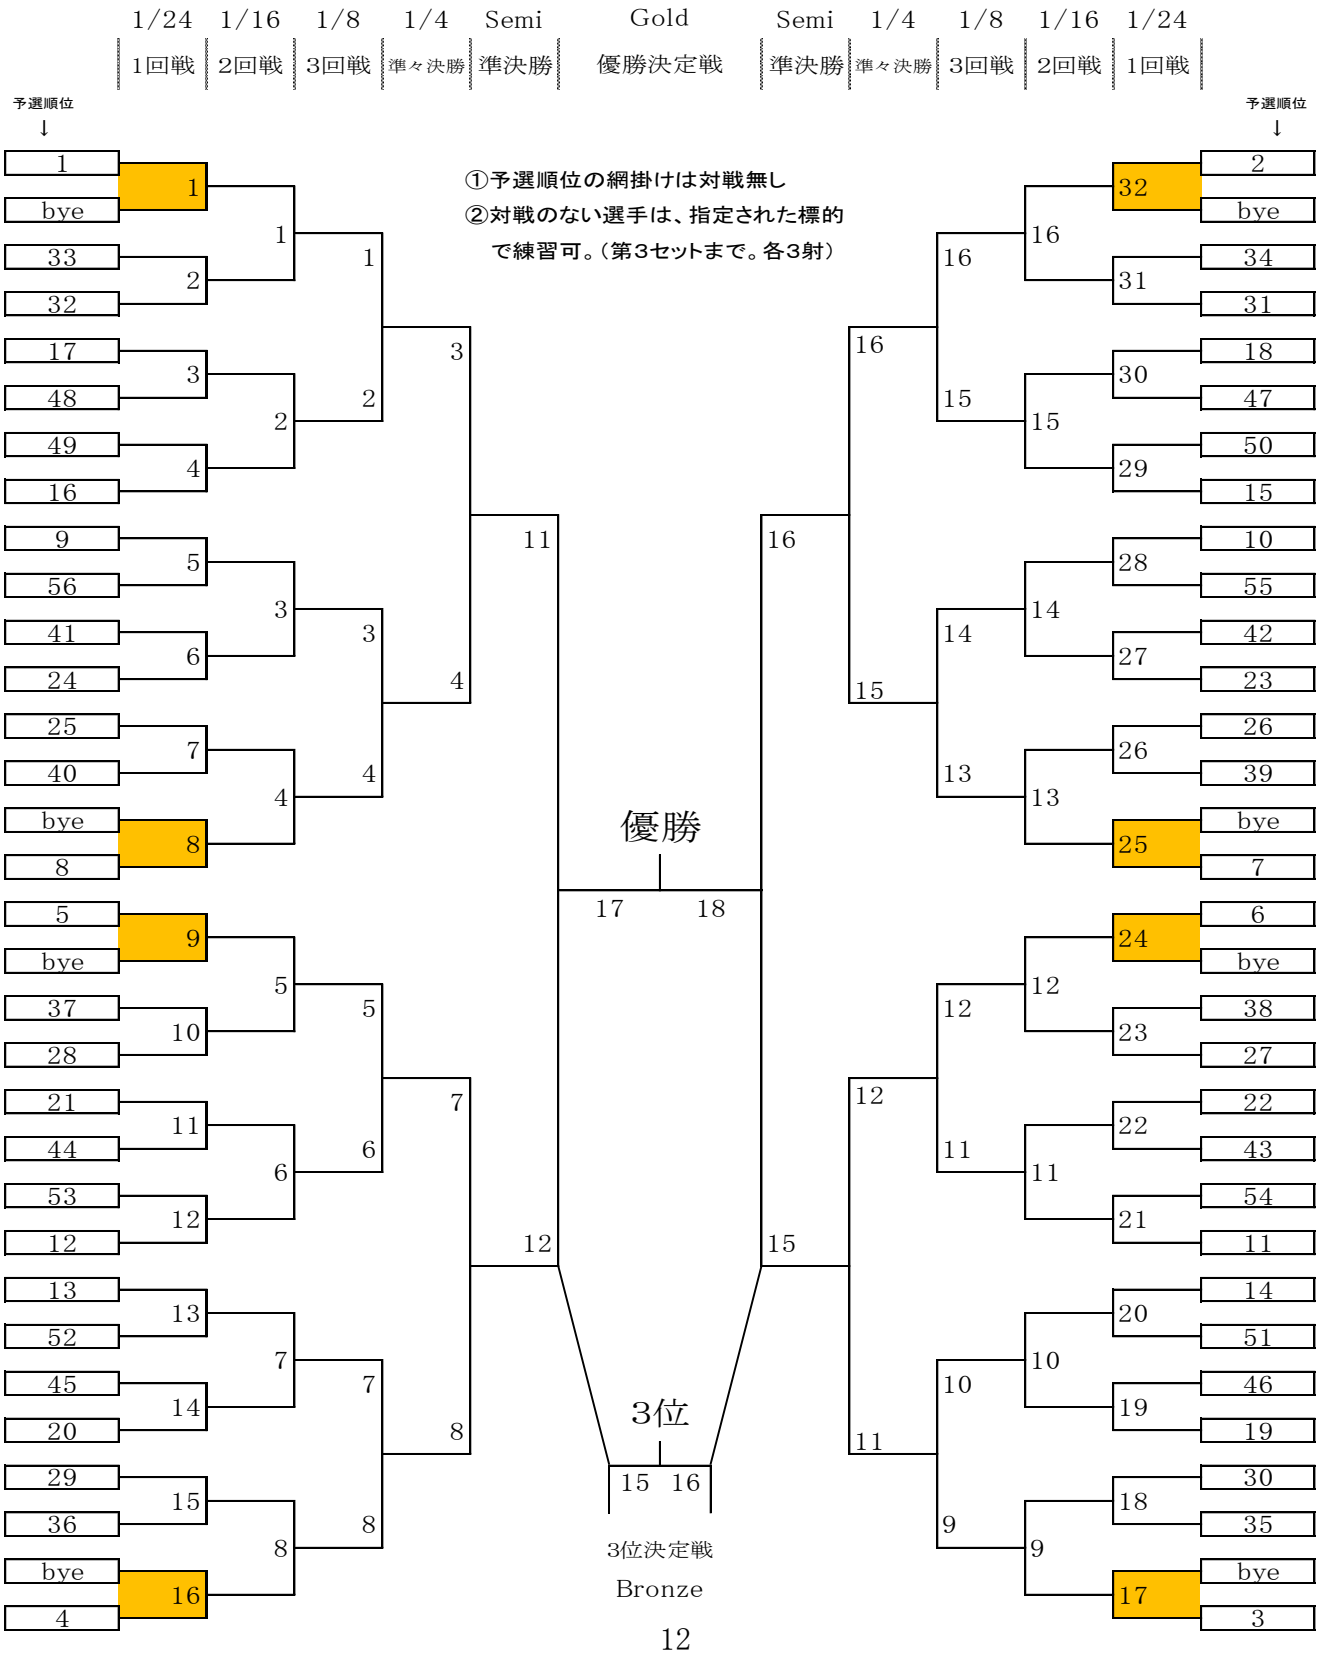 1/24 1/16 1/8 1/4 Semi Gold Semi 1/4 1/8 1/16 1/24
1回戦 2回戦 3回戦 準々決勝 準決勝 優勝決定戦 準決勝 準々決勝 3回戦 2回戦 1回戦
予選順位 予選順位
↓ ↓
1 2
①予選順位の網掛けは対戦無し
1 32
bye ②対戦のない選手は、指定された標的 bye
1 16
33 で練習可。（第3セットまで。各3射） 34
1 16
2 31
32 31
17 3 16 18
3 30
48 2 15 47
2 15
49 50
4 29
16 15
9 11 16 10
5 28
56 55
3 14
41 3 14 42
6 27
24 4 15 23
25 26
7 26
40 4 13 39
4 13
bye 優勝 bye
8 25
8 7
5 17 18 6
9 24
bye bye
5 12
37 5 12 38
10 23
28 27
21 7 12 22
11 22
44 6 11 43
6 11
53 54
12 21
12 12 15 11
13 14
13 20
52 51
7 10
45 7 10 46
14 3位 19
20 8 11 19
29 15 16 30
15 18
36 8 9 35
8 3位決定戦 9
bye bye
16 Bronze 17
4 3
12